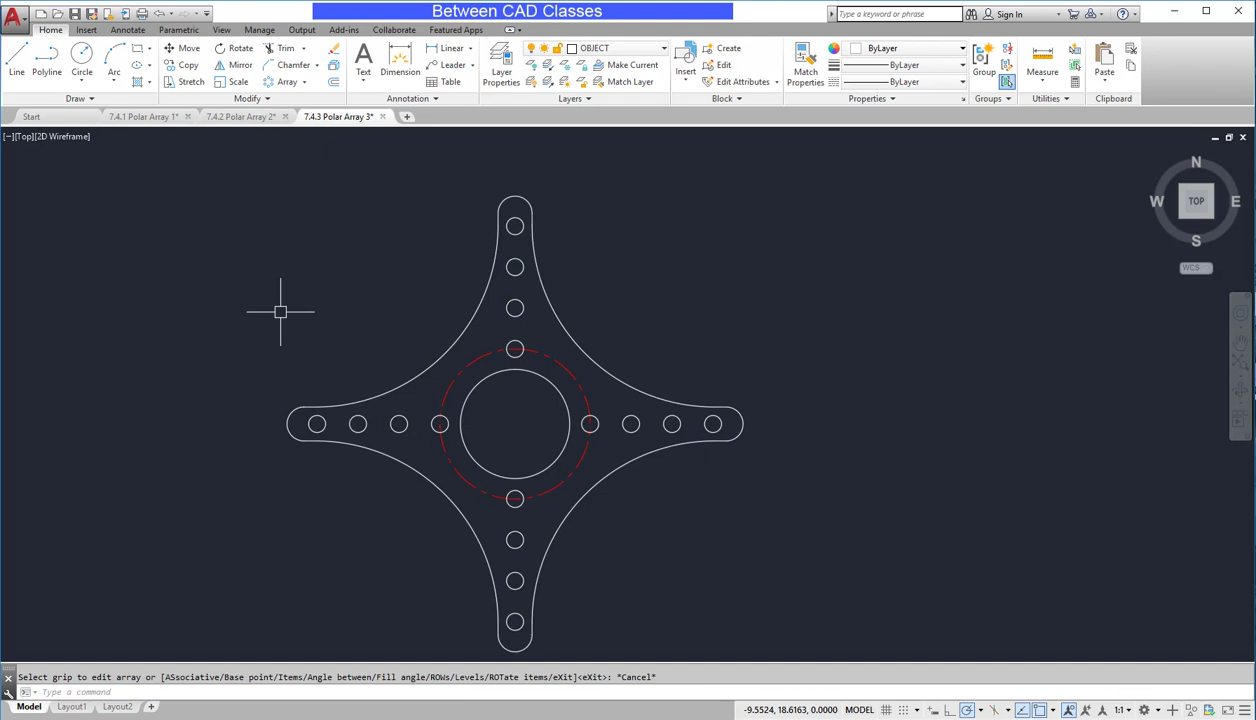 Between CAD Classes
Type a keyword or phrase
Sign In
Home Insert Annotate Parametric View Manage Output Add-ins Collaborate Featured Apps
Line Polyline Circle Arc
Move Rotate Trim
Copy Mirror Chamfer
Stretch Scale Array
Text Dimension
Linear
Leader
Table
Layer Properties
OBJECT
Make Current
Match Layer
Insert
Create
Edit
Edit Attributes
Match Properties
ByLayer
ByLayer
ByLayer
Group
Measure
Paste
Draw Modify Annotation Layers Block Properties Groups Utilities Clipboard
Start 7.4.1 Polar Array 1* 7.4.2 Polar Array 2* 7.4.3 Polar Array 3*
[−][Top][2D Wireframe]
N
W TOP E
S
WCS
Select grip to edit array or [ASsociative/Base point/Items/Angle between/Fill angle/ROWs/Levels/ROTate items/eXit]<eXit>: *Cancel*
Type a command
Model Layout1 Layout2
-9.5524, 18.6163, 0.0000 MODEL 1:1